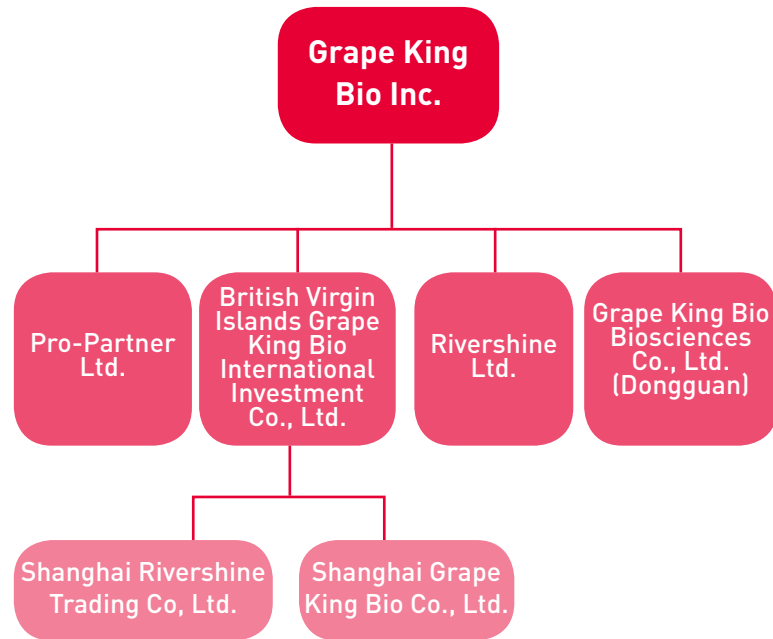 Grape King
Bio Inc.
Pro-Partner
Ltd.
British Virgin
Islands Grape
King Bio
International
Investment
Co., Ltd.
Rivershine
Ltd.
Grape King Bio
Biosciences
Co., Ltd.
(Dongguan)
Shanghai Rivershine
Trading Co, Ltd.
Shanghai Grape
King Bio Co., Ltd.